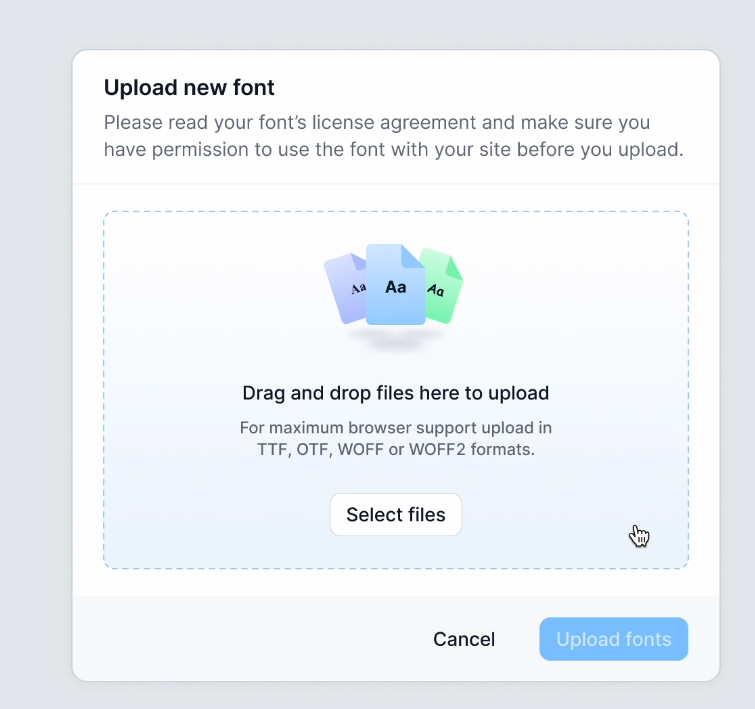 Upload new font
Please read your font’s license agreement and make sure you
have permission to use the font with your site before you upload.
Aa Aa Aa
Drag and drop files here to upload
For maximum browser support upload in
TTF, OTF, WOFF or WOFF2 formats.
Select files
Cancel Upload fonts